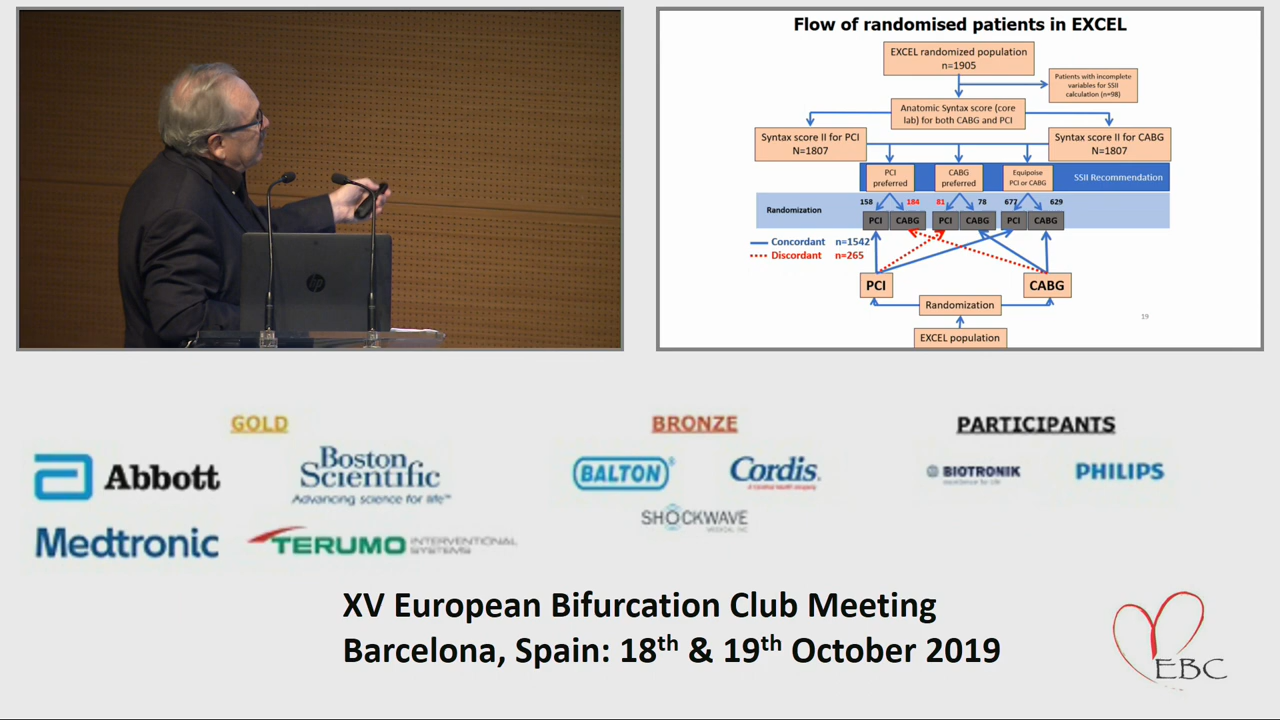 Flow of randomised patients in EXCEL
EXCEL randomized population
n=1905
Patients with incomplete
variables for SSII
calculation (n=98)
Anatomic Syntax score (core
lab) for both CABG and PCI
Syntax score II for PCI
N=1807
Syntax score II for CABG
N=1807
PCI
preferred
CABG
preferred
Equipoise
PCI or CABG
SSII Recommendation
158
184
81
78
677
629
Randomization
PCI
CABG
PCI
CABG
PCI
CABG
Concordant n=1542
Discordant n=265
PCI
CABG
Randomization
EXCEL population
19
hp
GOLD
BRONZE
PARTICIPANTS
Abbott
Boston
Scientific
Advancing science for life™
Medtronic
TERUMO INTERVENTIONAL
SYSTEMS
BALTON®
Cordis.
SHOCKWAVE
MEDICAL INC
BIOTRONIK
excellence for life
PHILIPS
XV European Bifurcation Club Meeting
Barcelona, Spain: 18th & 19th October 2019
EBC